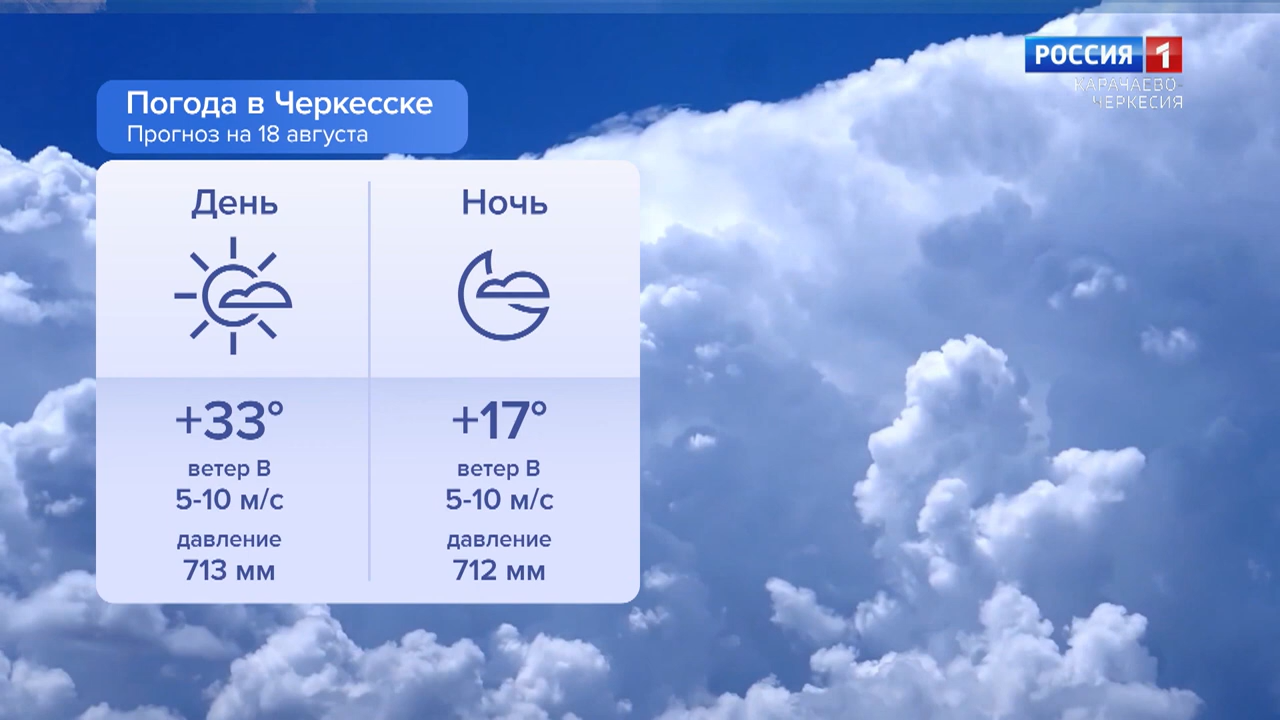 РОССИЯ 1
КАРАЧАЕВО-
ЧЕРКЕСИЯ
Погода в Черкесске
Прогноз на 18 августа
День
Ночь
+33°
+17°
ветер В
ветер В
5-10 м/с
5-10 м/с
давление
давление
713 мм
712 мм